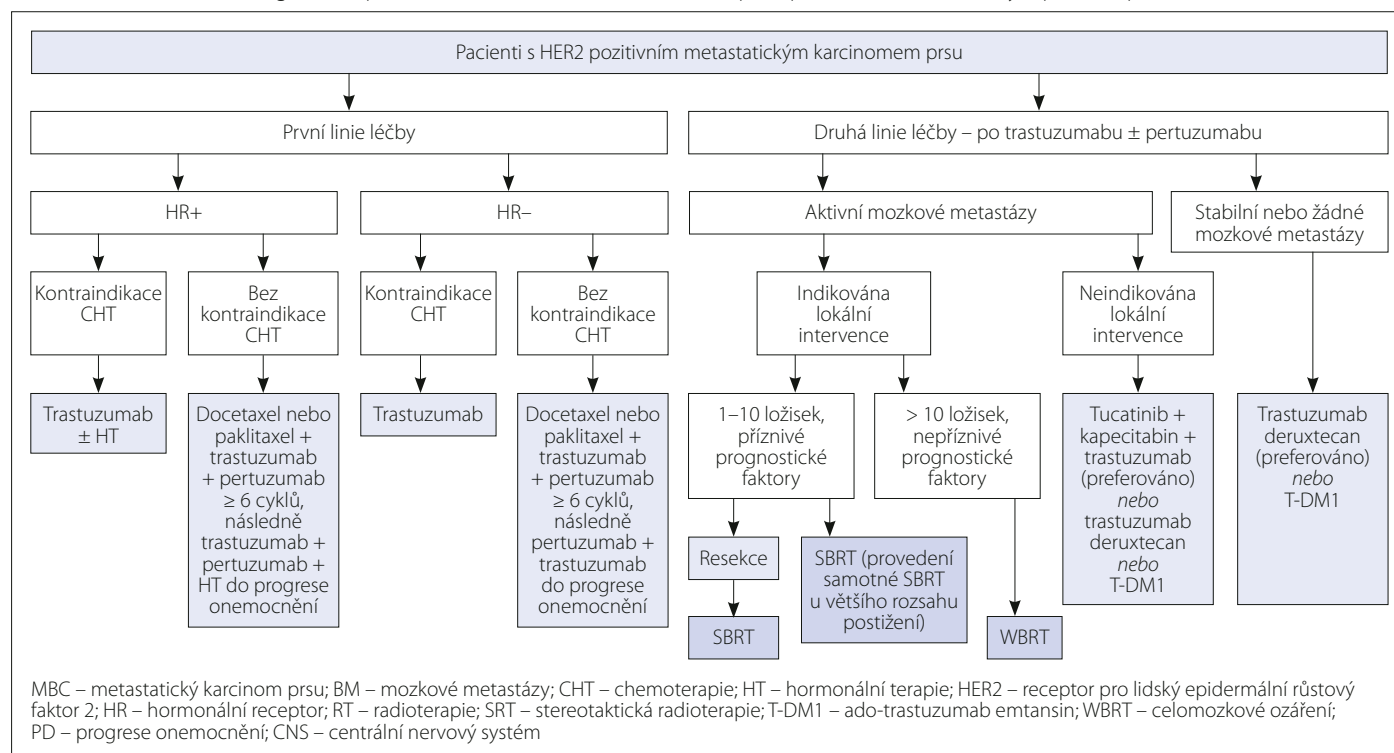 Pacienti s HER2 pozitivním metastatickým karcinomem prsu
První linie léčby
Druhá linie léčby – po trastuzumabu ± pertuzumabu
HR+
HR–
Aktivní mozkové metastázy
Stabilní nebo žádné
mozkové metastázy
Kontraindikace
CHT
Bez
kontraindikace
CHT
Kontraindikace
CHT
Bez
kontraindikace
CHT
Indikována
lokální
intervence
Neindikována
lokální
intervence
Trastuzumab
± HT
Docetaxel nebo
paklitaxel +
trastuzumab
+ pertuzumab
≥ 6 cyklů,
následně
trastuzumab +
pertuzumab +
HT do progrese
onemocnění
Trastuzumab
Docetaxel nebo
paklitaxel +
trastuzumab
+ pertuzumab
≥ 6 cyklů,
následně
pertuzumab +
trastuzumab
do progrese
onemocnění
1–10 ložisek,
příznivé
prognostické
faktory
> 10 ložisek,
nepříznivé
prognostické
faktory
Tucatinib +
kapecitabin +
trastuzumab
(preferováno)
nebo
trastuzumab
deruxtecan
nebo
T-DM1
Trastuzumab
deruxtecan
(preferováno)
nebo
T-DM1
Resekce
SBRT (provedení
samotné SBRT
u většího rozsahu
postižení)
SBRT
WBRT
MBC – metastatický karcinom prsu; BM – mozkové metastázy; CHT – chemoterapie; HT – hormonální terapie; HER2 – receptor pro lidský epidermální růstový
faktor 2; HR – hormonální receptor; RT – radioterapie; SRT – stereotaktická radioterapie; T-DM1 – ado-trastuzumab emtansin; WBRT – celomozkové ozáření;
PD – progrese onemocnění; CNS – centrální nervový systém